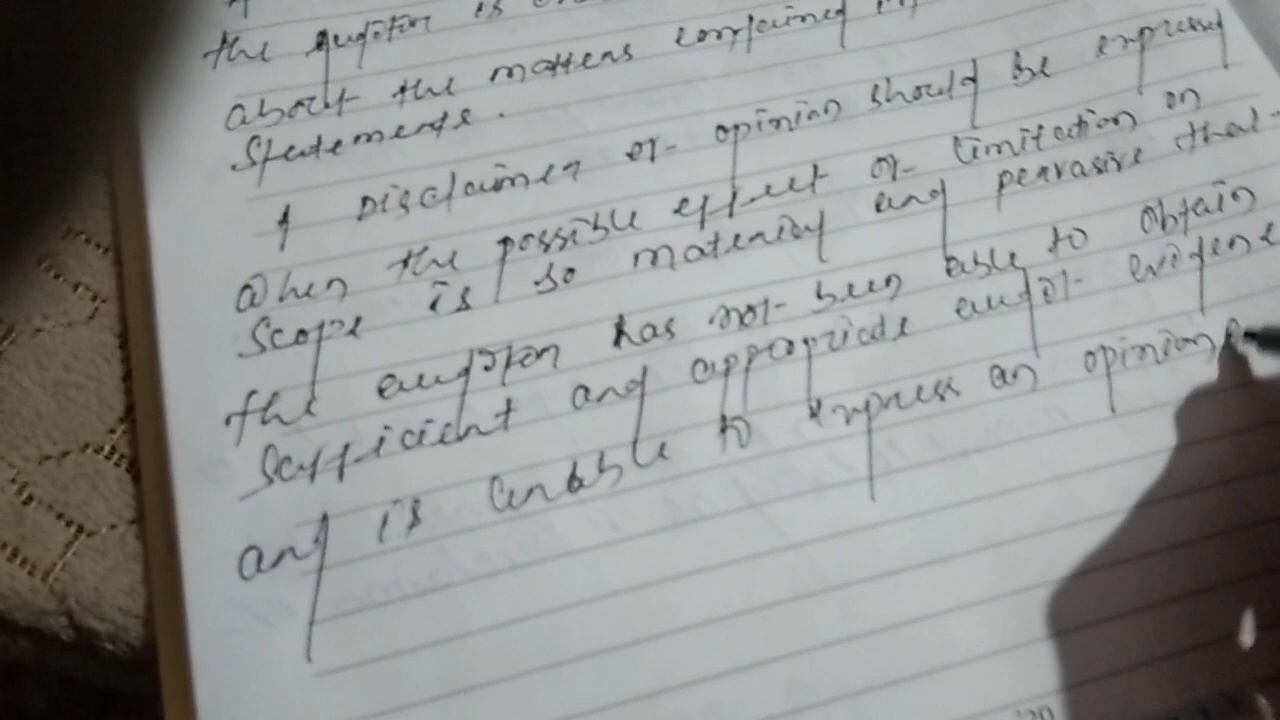 the auditor is
about the matters contained in
statements.
A Disclaimer of opinion should be expressed
When the possible effect of limitation on
scope is so material and pervasive that
the auditor has not been able to obtain
sufficient and appropriate audit evidence
and is unable to express an opinion